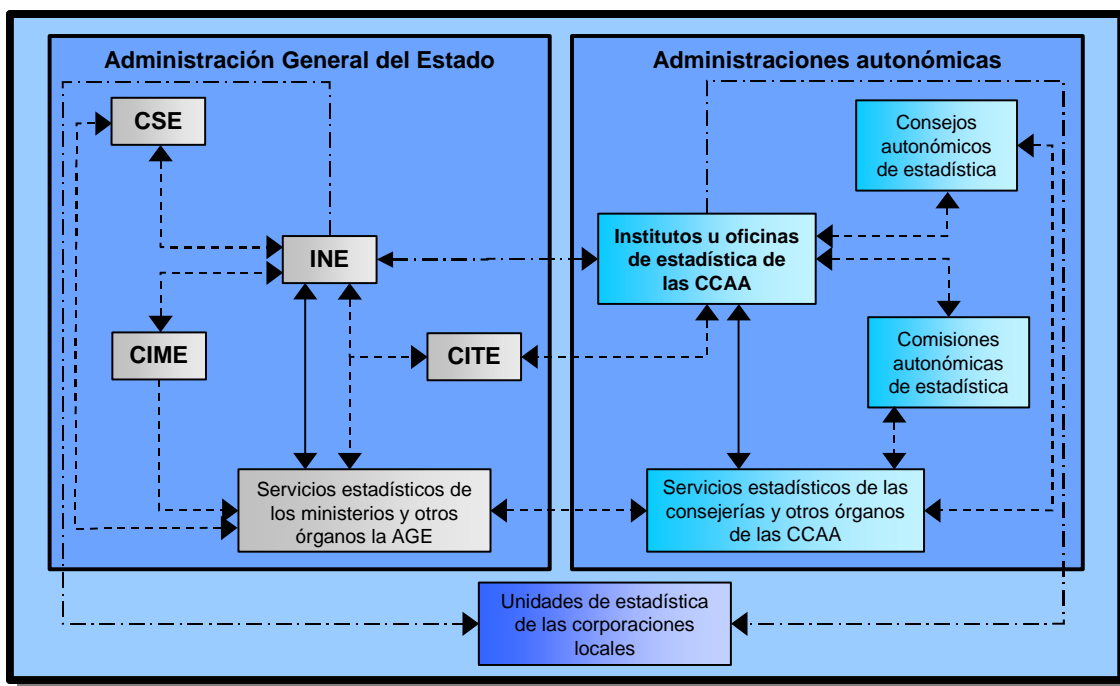 Administración General del Estado
CSE
INE
CIME
CITE
Servicios estadísticos de
los ministerios y otros
órganos la AGE
Administraciones autonómicas
Consejos
autonómicos
de estadística
Institutos u oficinas
de estadística de
las CCAA
Comisiones
autonómicas
de estadística
Servicios estadísticos de las
consejerías y otros órganos
de las CCAA
Unidades de estadística
de las corporaciones
locales